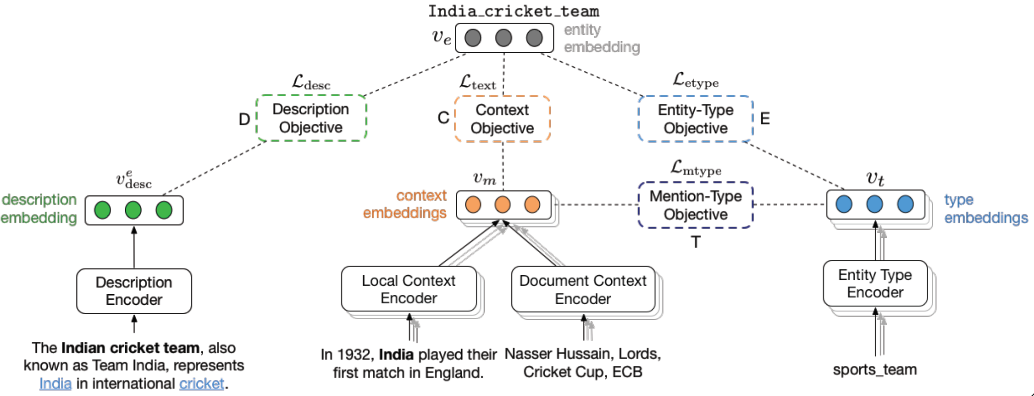 India_cricket_team
v_e
entity
embedding
L_desc
L_text
L_etype
D
Description
Objective
C
Context
Objective
Entity-Type
Objective
E
v^e_desc
v_m
L_mtype
v_t
description
embedding
context
embeddings
Mention-Type
Objective
type
embeddings
T
Description
Encoder
Local Context
Encoder
Document Context
Encoder
Entity Type
Encoder
The Indian cricket team, also
known as Team India, represents
India in international cricket.
In 1932, India played their
first match in England.
Nasser Hussain, Lords,
Cricket Cup, ECB
sports_team